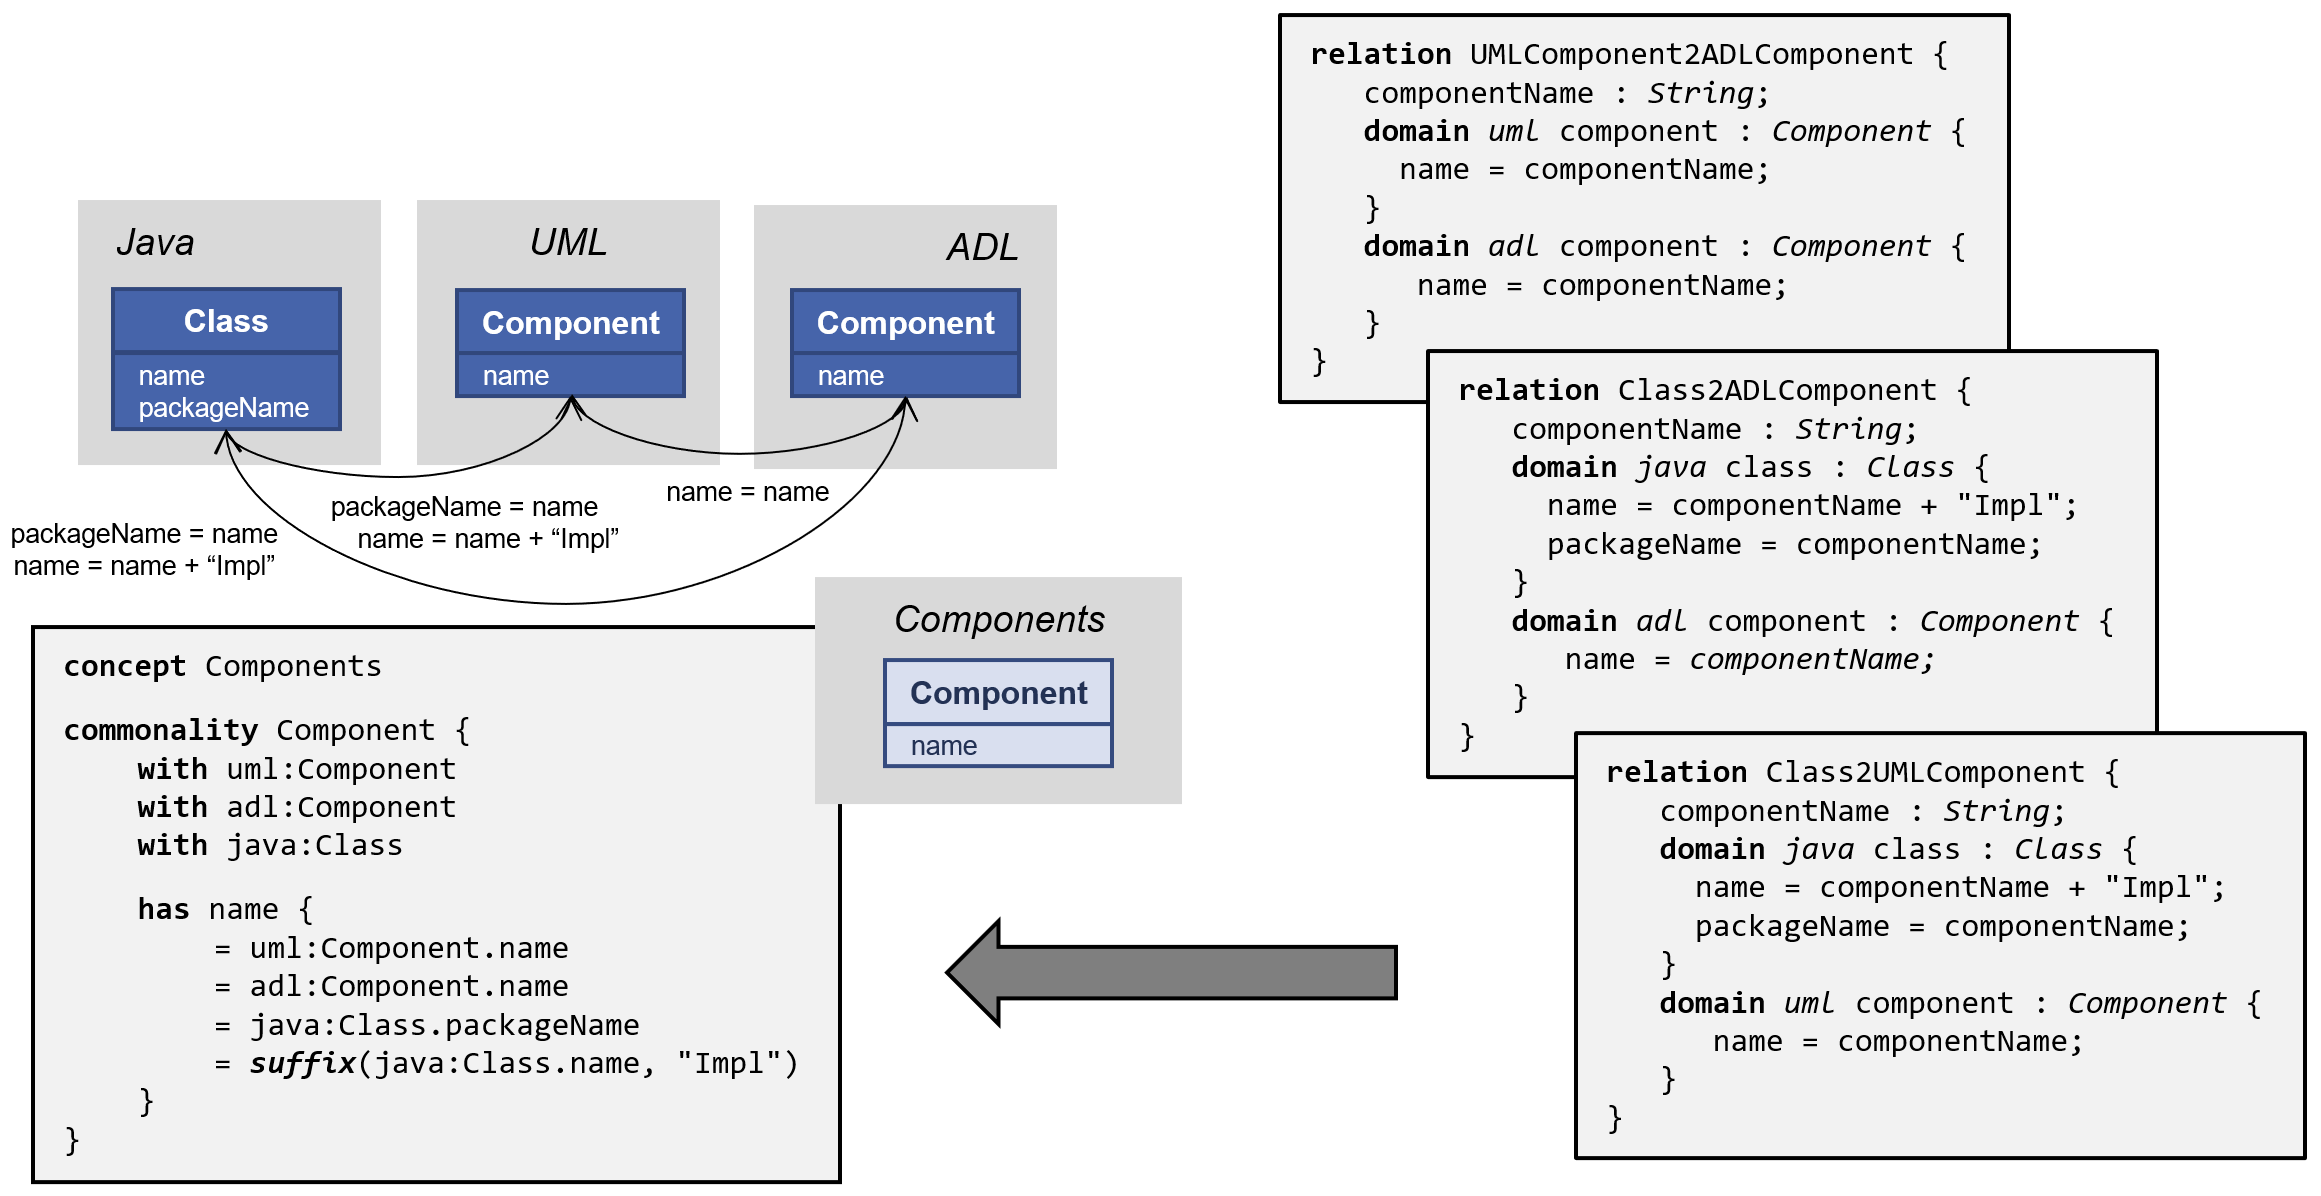 Java
Class
name
packageName
UML
Component
name
ADL
Component
name
packageName = name
name = name + “Impl”
packageName = name
name = name + “Impl”
name = name
Components
Component
name
concept Components
commonality Component {
with uml:Component
with adl:Component
with java:Class
has name {
= uml:Component.name
= adl:Component.name
= java:Class.packageName
= suffix(java:Class.name, "Impl")
}
}
relation UMLComponent2ADLComponent {
componentName : String;
domain uml component : Component {
name = componentName;
}
domain adl component : Component {
name = componentName;
}
}
relation Class2ADLComponent {
componentName : String;
domain java class : Class {
name = componentName + "Impl";
packageName = componentName;
}
domain adl component : Component {
name = componentName;
}
}
relation Class2UMLComponent {
componentName : String;
domain java class : Class {
name = componentName + "Impl";
packageName = componentName;
}
domain uml component : Component {
name = componentName;
}
}